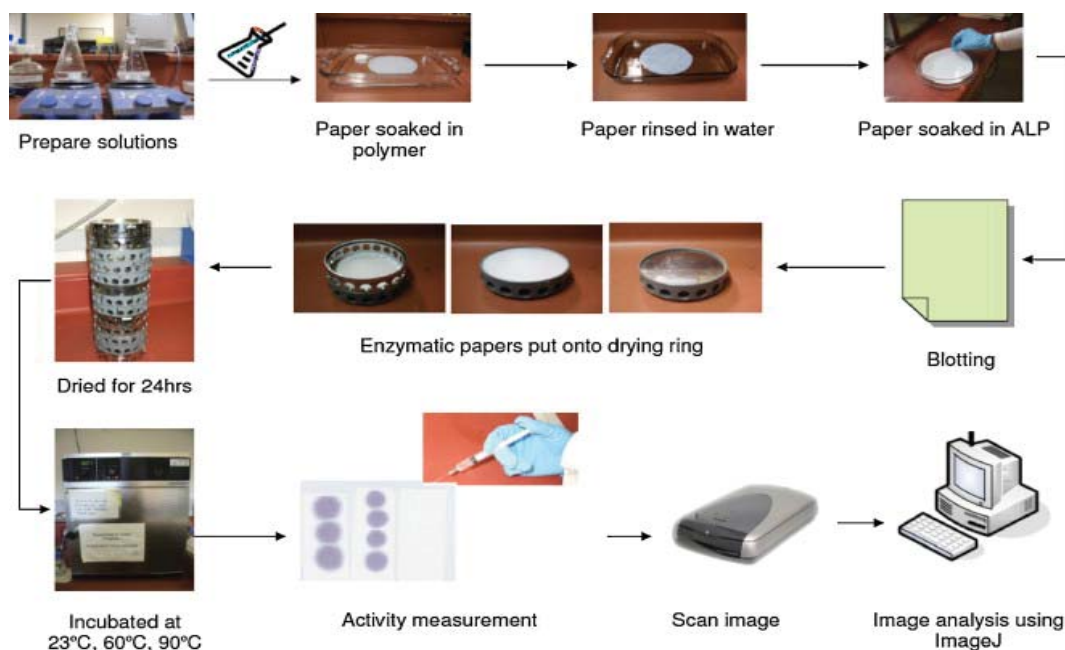 Prepare solutions
Paper soaked in
polymer
Paper rinsed in water
Paper soaked in ALP
Dried for 24hrs
Enzymatic papers put onto drying ring
Blotting
Incubated at
23ºC, 60ºC, 90ºC
Activity measurement
Scan image
Image analysis using
ImageJ